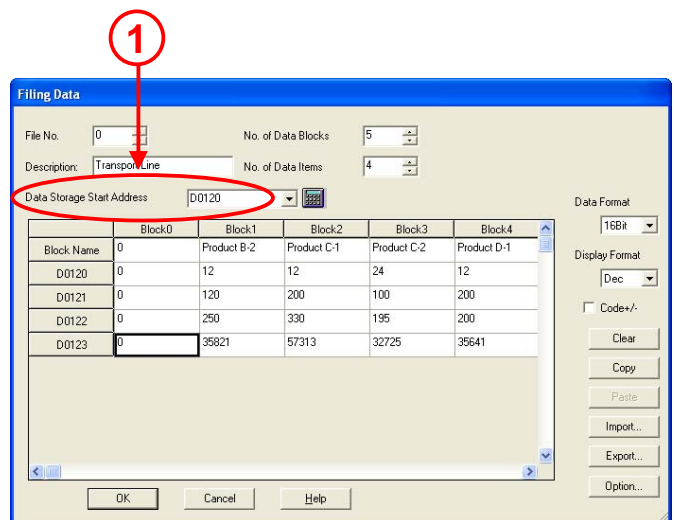 1
Filing Data
File No. 0 No. of Data Blocks 5
Description: Transport Line No. of Data Items 4
Data Storage Start Address D0120
Data Format
16Bit
Display Format
Dec
Code+/-
Block0 Block1 Block2 Block3 Block4
Block Name 0 Product B-2 Product C-1 Product C-2 Product D-1
D0120 0 12 12 24 12
D0121 0 120 200 100 200
D0122 0 250 330 195 200
D0123 0 35821 57313 32725 35641
Clear
Copy
Paste
Import...
Export...
Option...
OK Cancel Help